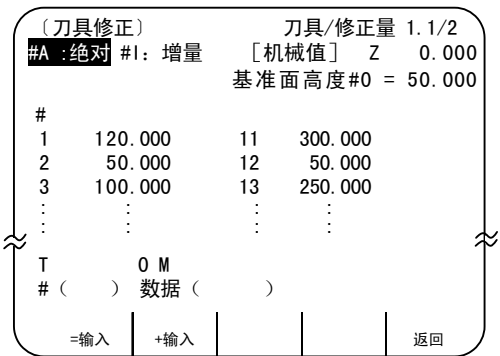 〔刀具修正〕 刀具/修正量 1.1/2
#A :绝对 #I: 增量 ［机械值］ Z 0.000
基准面高度#0 = 50.000
#
1 120.000 11 300.000
2 50.000 12 50.000
3 100.000 13 250.000
: : : :
: : : :
T 0 M
# ( ) 数据 ( )
=输入 +输入 返回